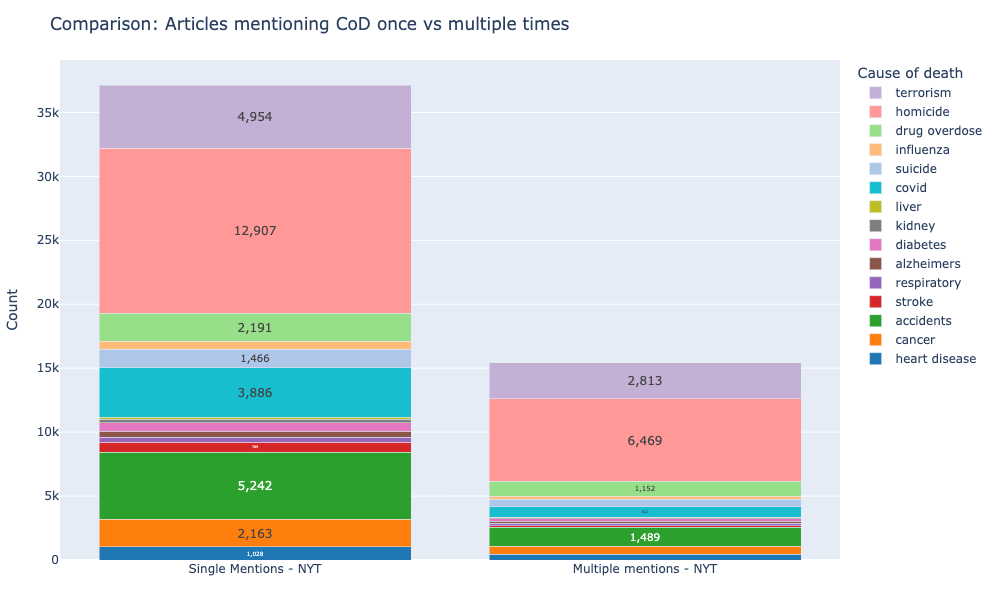 Comparison: Articles mentioning CoD once vs multiple times
Cause of death
terrorism
homicide
drug overdose
influenza
suicide
covid
liver
kidney
diabetes
alzheimers
respiratory
stroke
accidents
cancer
heart disease
Count
35k
30k
25k
20k
15k
10k
5k
0
4,954
12,907
2,191
1,466
3,886
5,242
2,163
1,028
2,813
6,469
1,152
1,489
Single Mentions - NYT
Multiple mentions - NYT